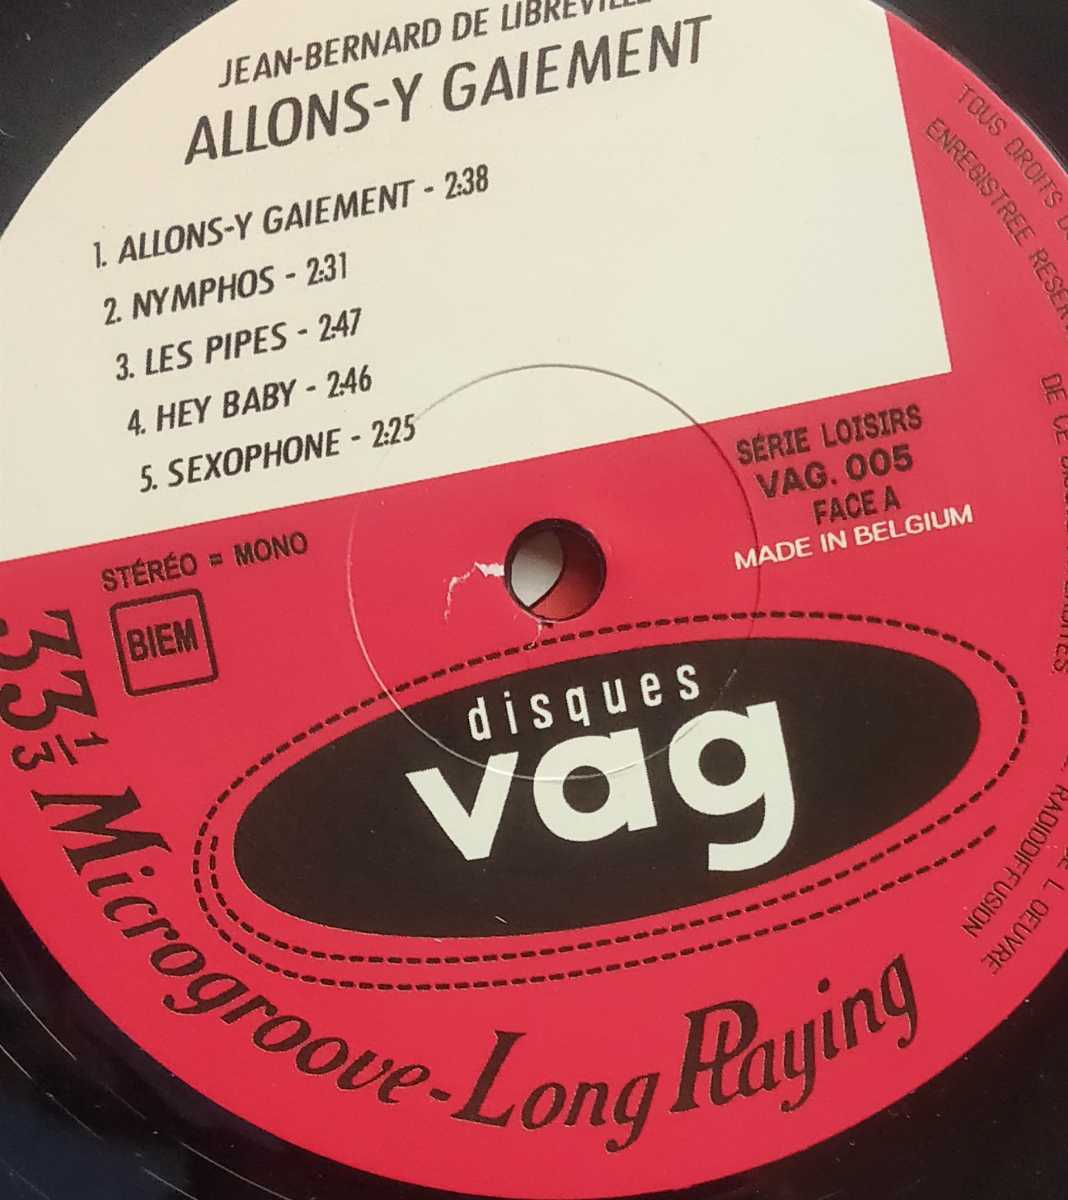 JEAN-BERNARD DE LIBREVILLE
ALLONS-Y GAIEMENT
1. ALLONS-Y GAIEMENT - 2:38
2. NYMPHOS - 2:31
3. LES PIPES - 2:47
4. HEY BABY - 2:46
5. SEXOPHONE - 2:25
SÉRIE LOISIRS
VAG. 005
FACE A
MADE IN BELGIUM
STÉRÉO = MONO
BIEM
disques
vag
33 1/3 Microgroove-Long Playing
TOUS DROITS
ENREGISTREE
DE CE
RADIODIFFUSION
L OEUVRE